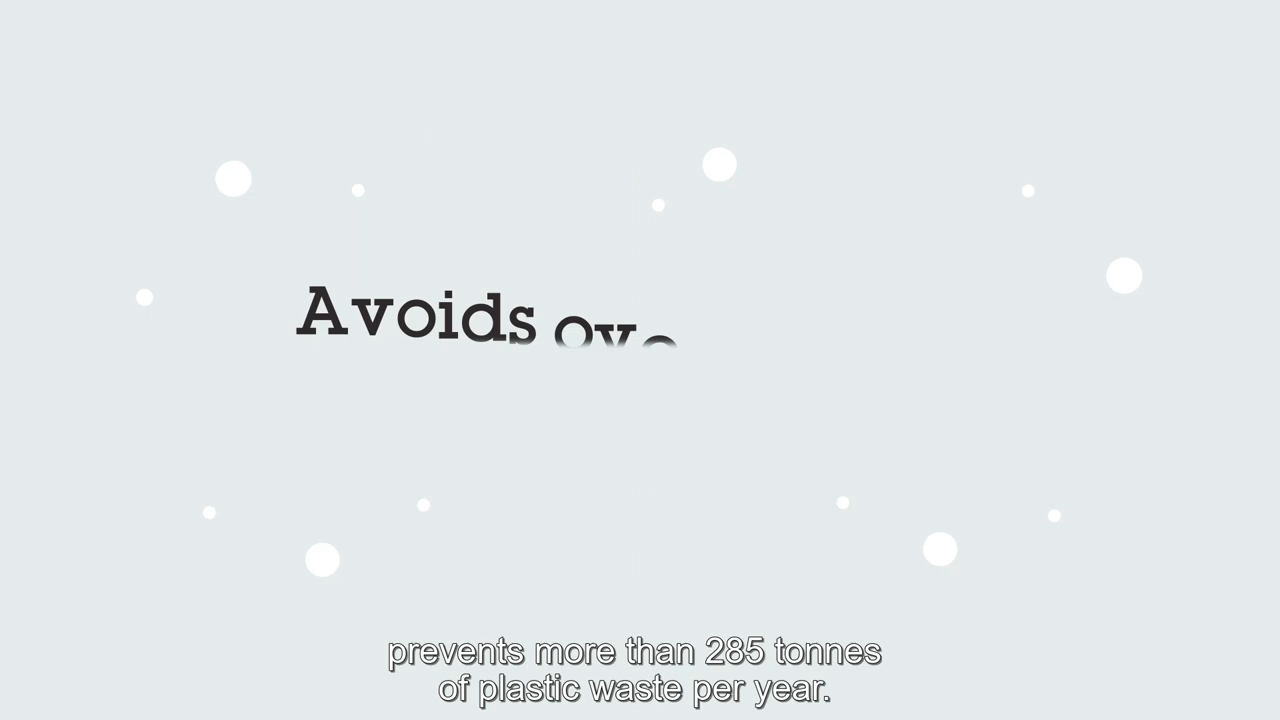 Avoids
prevents more than 285 tonnes
of plastic waste per year.